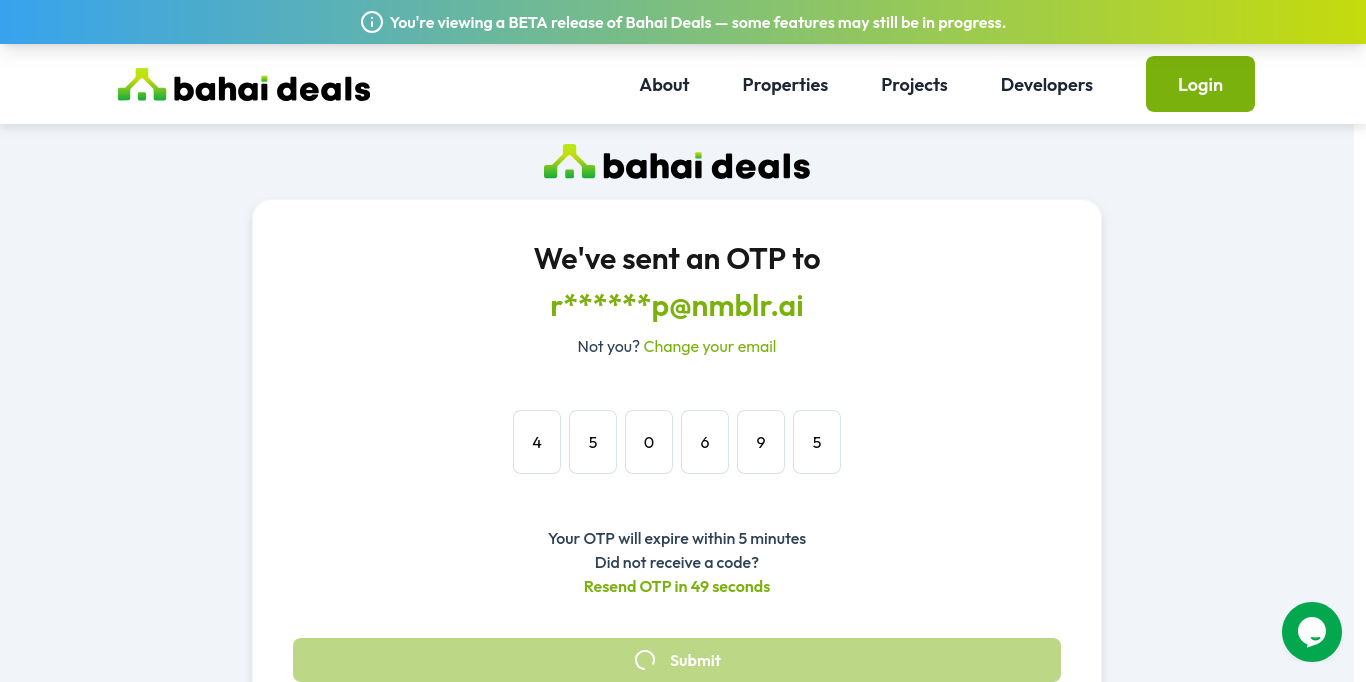 You're viewing a BETA release of Bahai Deals — some features may still be in progress.
bahai deals
About
Properties
Projects
Developers
Login
bahai deals
We've sent an OTP to
r******p@nmblr.ai
Not you? Change your email
4 5 0 6 9 5
Your OTP will expire within 5 minutes
Did not receive a code?
Resend OTP in 49 seconds
Submit